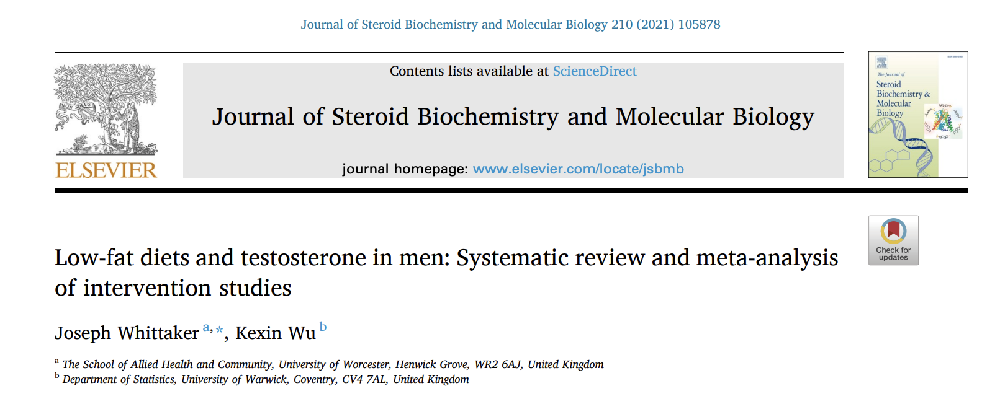 Journal of Steroid Biochemistry and Molecular Biology 210 (2021) 105878
Contents lists available at ScienceDirect
Journal of Steroid Biochemistry and Molecular Biology
journal homepage: www.elsevier.com/locate/jsbmb
NON SOLUS
ELSEVIER
The Journal of
Steroid
Biochemistry &
Molecular
Biology
Check for
updates
Low-fat diets and testosterone in men: Systematic review and meta-analysis
of intervention studies
Joseph Whittaker a,*, Kexin Wu b
a The School of Allied Health and Community, University of Worcester, Henwick Grove, WR2 6AJ, United Kingdom
b Department of Statistics, University of Warwick, Coventry, CV4 7AL, United Kingdom